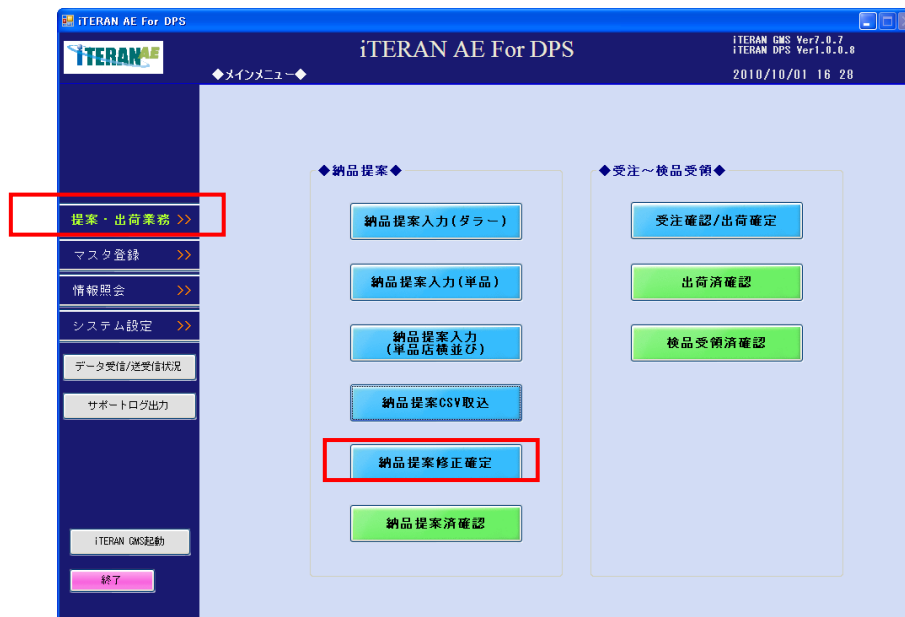 iTERAN AE For DPS
iTERAN AE
iTERAN AE For DPS
iTERAN GMS Ver7.0.7
iTERAN DPS Ver1.0.0.8
◆メインメニュー◆
2010/10/01 16 28
◆納品提案◆
◆受注～検品受領◆
提案・出荷業務 >>
マスタ登録 >>
情報照会 >>
システム設定 >>
データ受信/送受信状況
サポートログ出力
iTERAN GMS起動
終了
納品提案入力(ダラー)
納品提案入力(単品)
納品提案入力
(単品店横並び)
納品提案CSV取込
納品提案修正確定
納品提案済確認
受注確認/出荷確定
出荷済確認
検品受領済確認